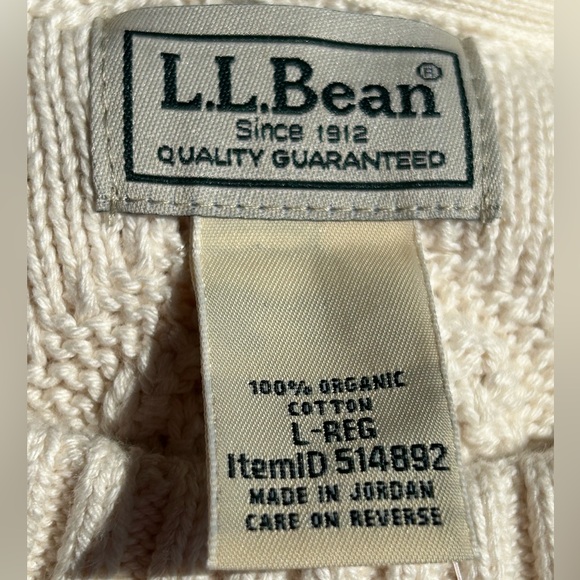 L.L.Bean®
Since 1912
QUALITY GUARANTEED
100% ORGANIC
COTTON
L-REG
ItemID 514892
MADE IN JORDAN
CARE ON REVERSE